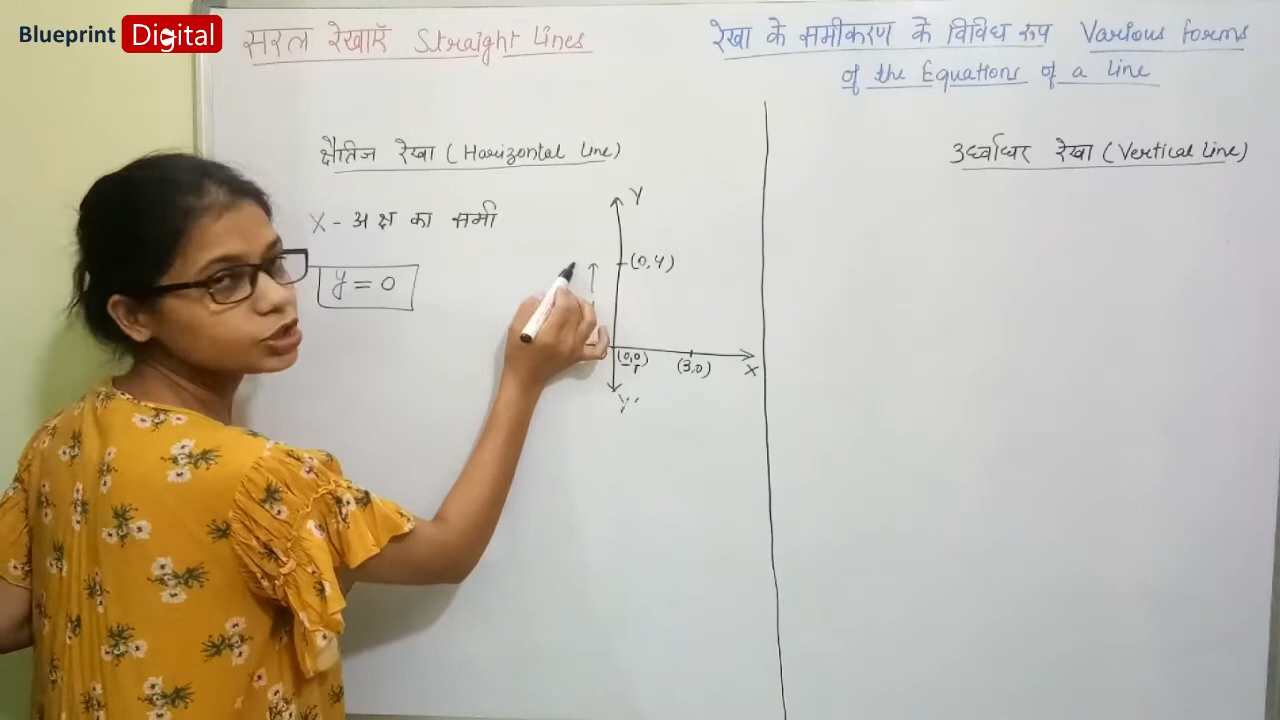 Blueprint Digital
सरल रेखाएँ Straight Lines
रेखा के समीकरण के विविध रूप Various forms
of the Equations of a line
क्षैतिज रेखा (Horizontal line)
उर्ध्वाधर रेखा (Vertical line)
X - अक्ष का समी
y = 0
Y
(0,4)
(0,0)
(3,0)
X
Y'